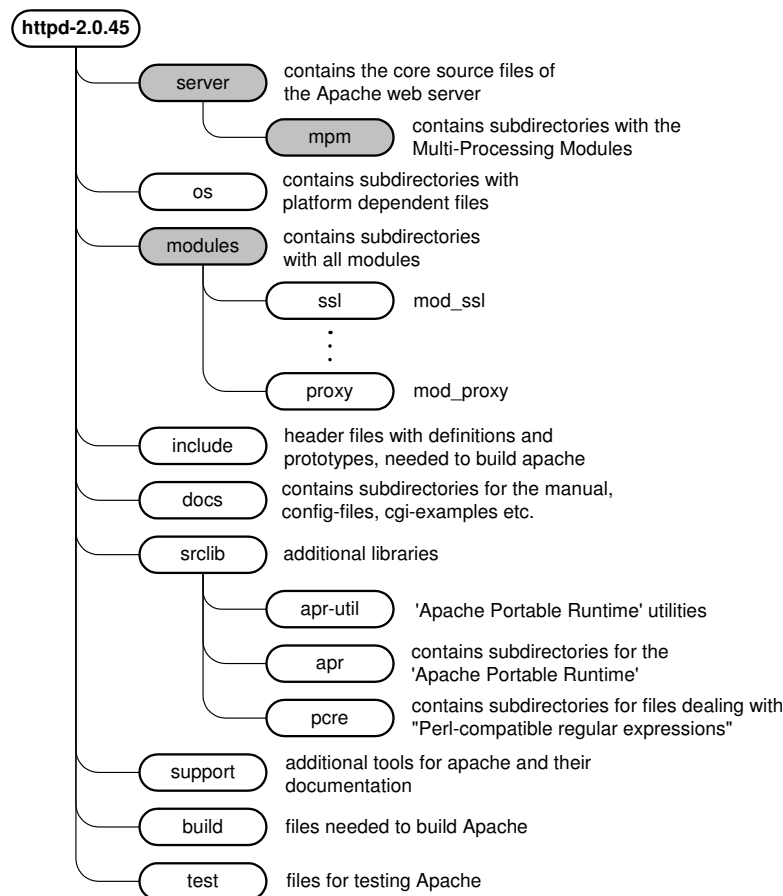 httpd-2.0.45
server
contains the core source files of
the Apache web server
mpm
contains subdirectories with the
Multi-Processing Modules
os
contains subdirectories with
platform dependent files
modules
contains subdirectories
with all modules
ssl
mod_ssl
proxy
mod_proxy
include
header files with definitions and
prototypes, needed to build apache
docs
contains subdirectories for the manual,
config-files, cgi-examples etc.
srclib
additional libraries
apr-util
'Apache Portable Runtime' utilities
apr
contains subdirectories for the
'Apache Portable Runtime'
pcre
contains subdirectories for files dealing with
"Perl-compatible regular expressions"
support
additional tools for apache and their
documentation
build
files needed to build Apache
test
files for testing Apache